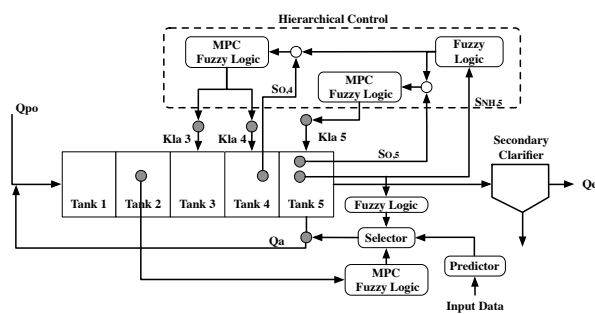 Hierarchical Control
MPC
Fuzzy Logic
Fuzzy
Logic
MPC
Fuzzy Logic
SO,4
SNH,5
Qpo
Kla 3
Kla 4
Kla 5
Secondary
Clarifier
SO,5
Tank 1
Tank 2
Tank 3
Tank 4
Tank 5
Qe
Fuzzy Logic
Qa
Selector
MPC
Fuzzy Logic
Predictor
Input Data